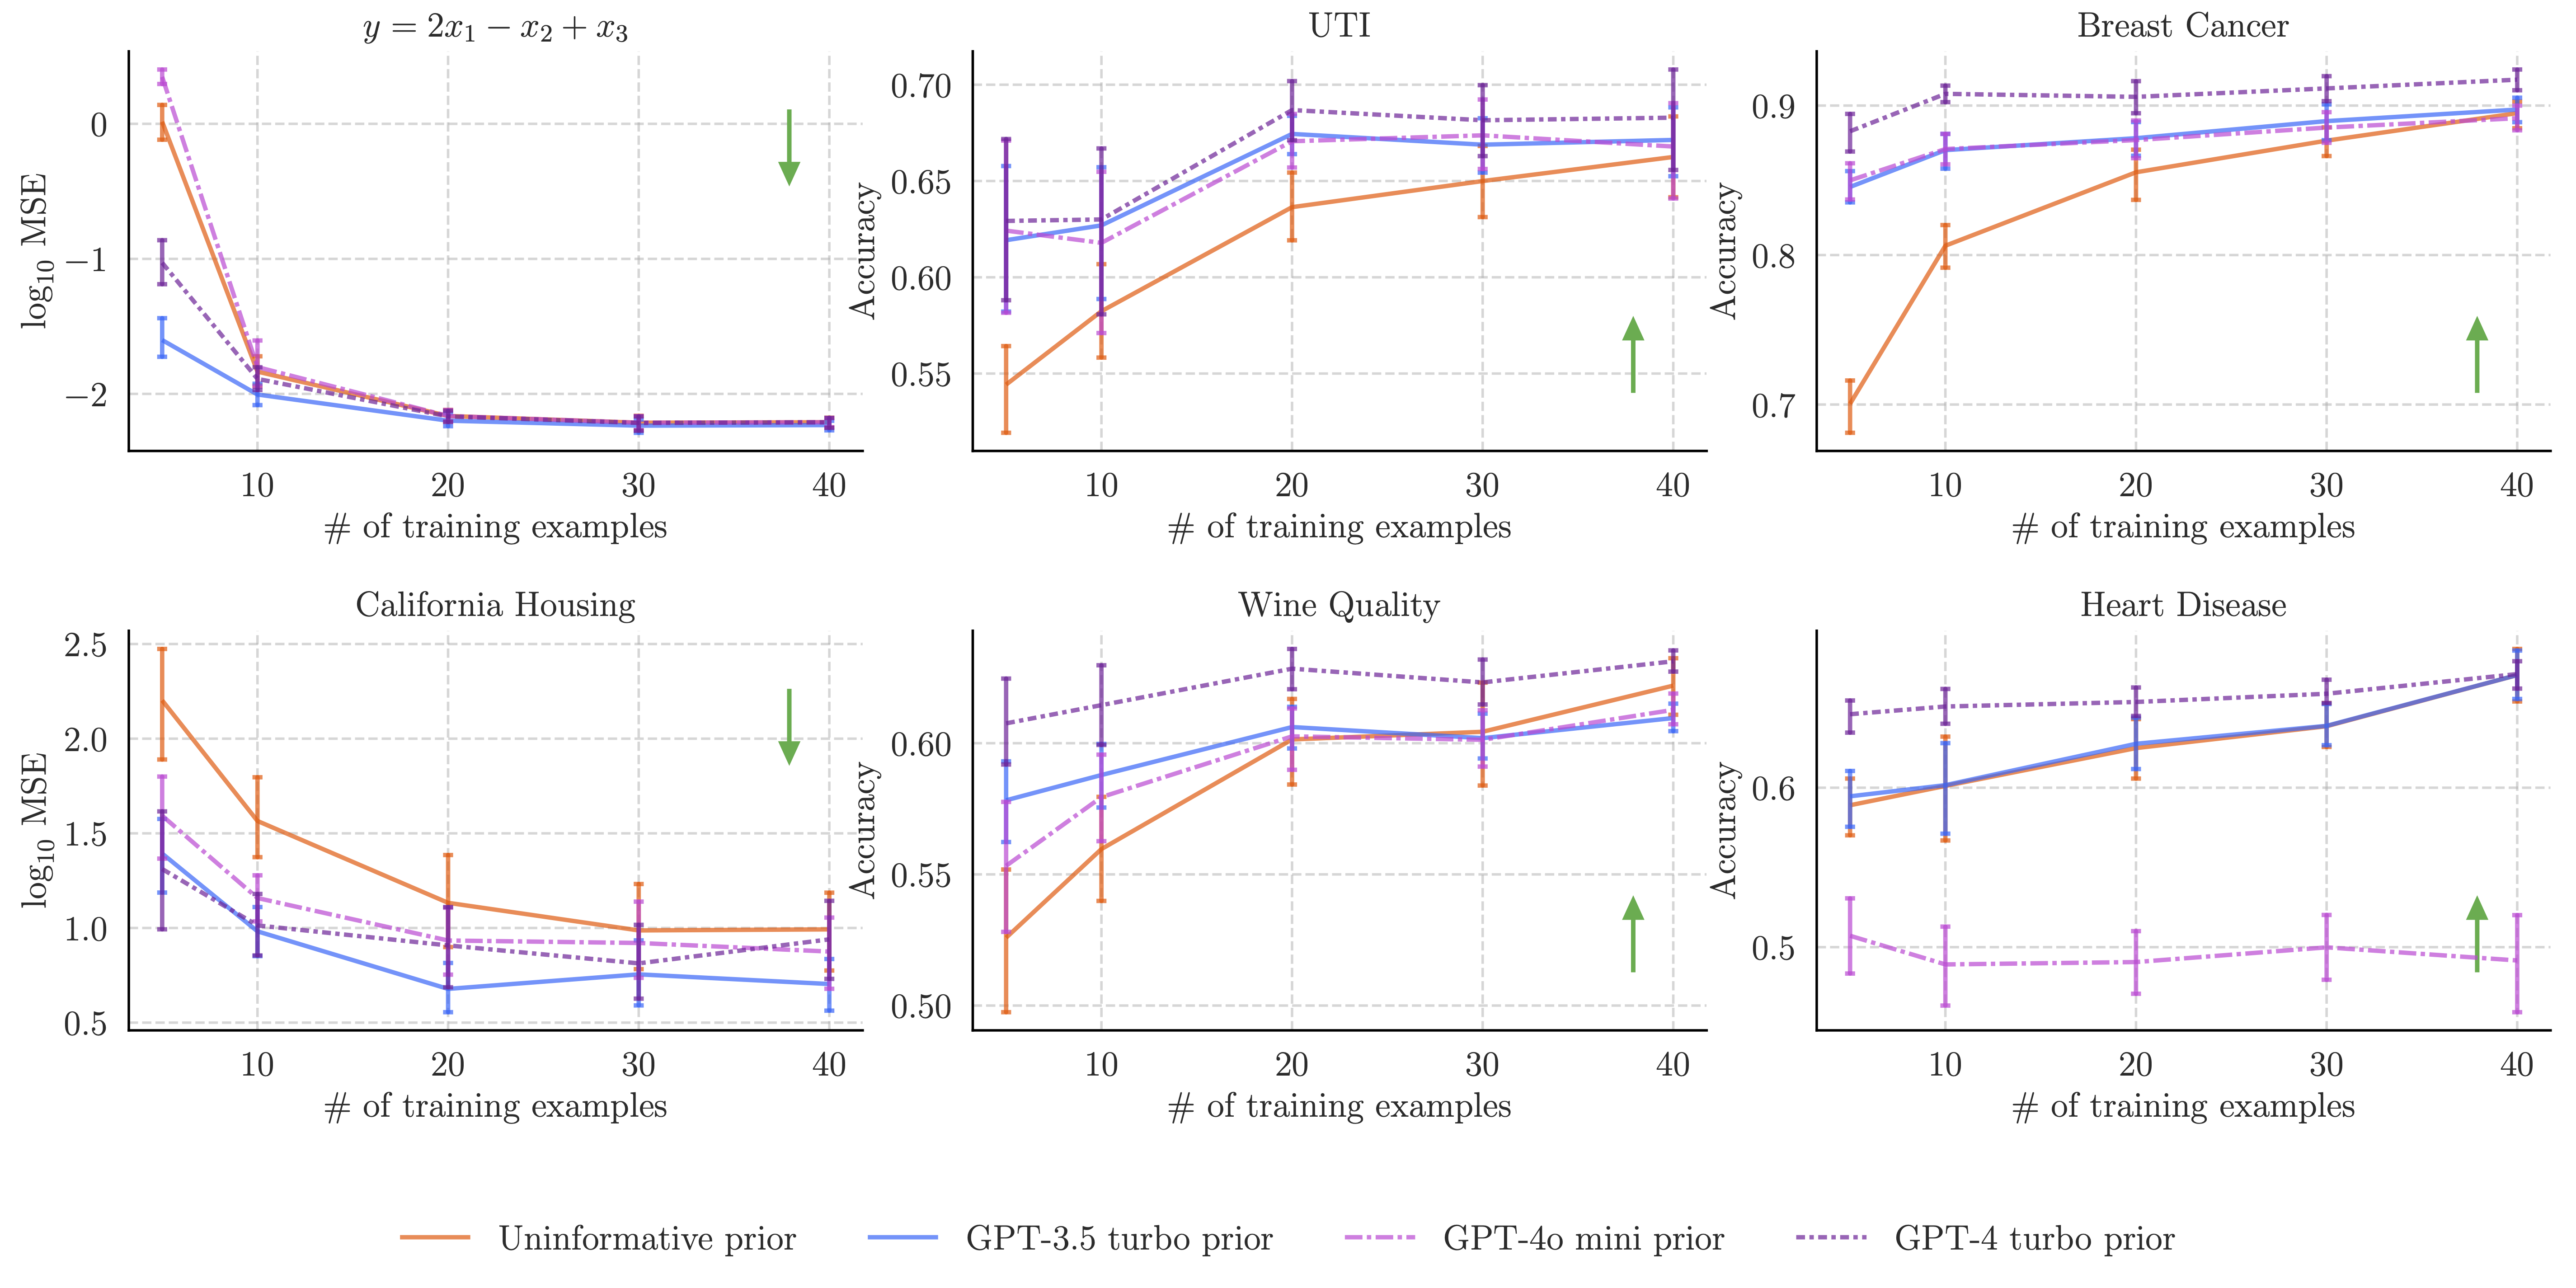 y = 2x₁ − x₂ + x₃
log₁₀ MSE
0
−1
−2
10 20 30 40
# of training examples
UTI
Accuracy
0.70
0.65
0.60
0.55
10 20 30 40
# of training examples
Breast Cancer
Accuracy
0.9
0.8
0.7
10 20 30 40
# of training examples
California Housing
log₁₀ MSE
2.5
2.0
1.5
1.0
0.5
10 20 30 40
# of training examples
Wine Quality
Accuracy
0.60
0.55
0.50
10 20 30 40
# of training examples
Heart Disease
Accuracy
0.6
0.5
10 20 30 40
# of training examples
Uninformative prior GPT-3.5 turbo prior GPT-4o mini prior GPT-4 turbo prior